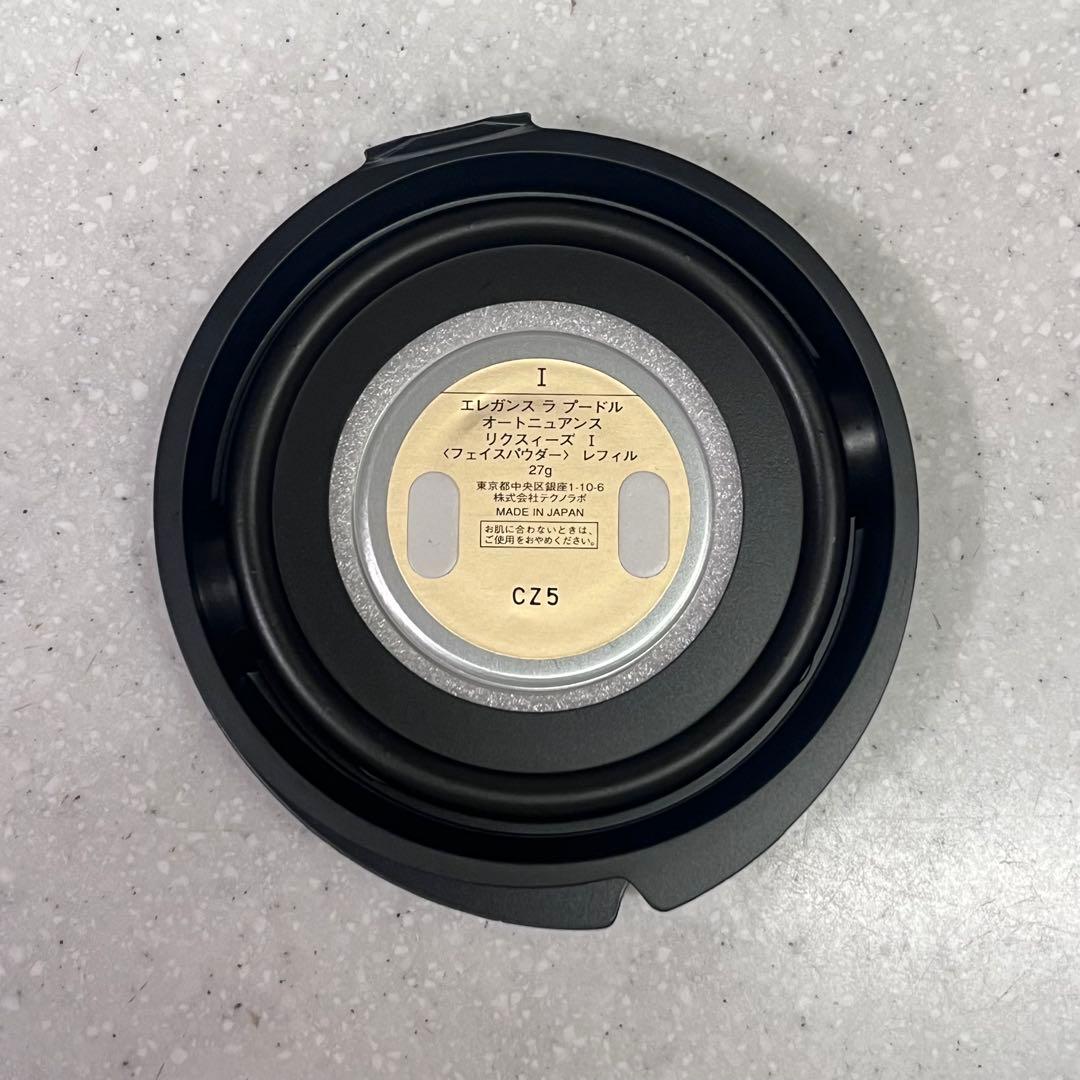 I
エレガンス ラ プードル
オートニュアンス
リクスィーズ I
〈フェイスパウダー〉 レフィル
27g
東京都中央区銀座1-10-6
株式会社テクノラボ
MADE IN JAPAN
お肌に合わないときは、
ご使用をおやめください。
CZ5